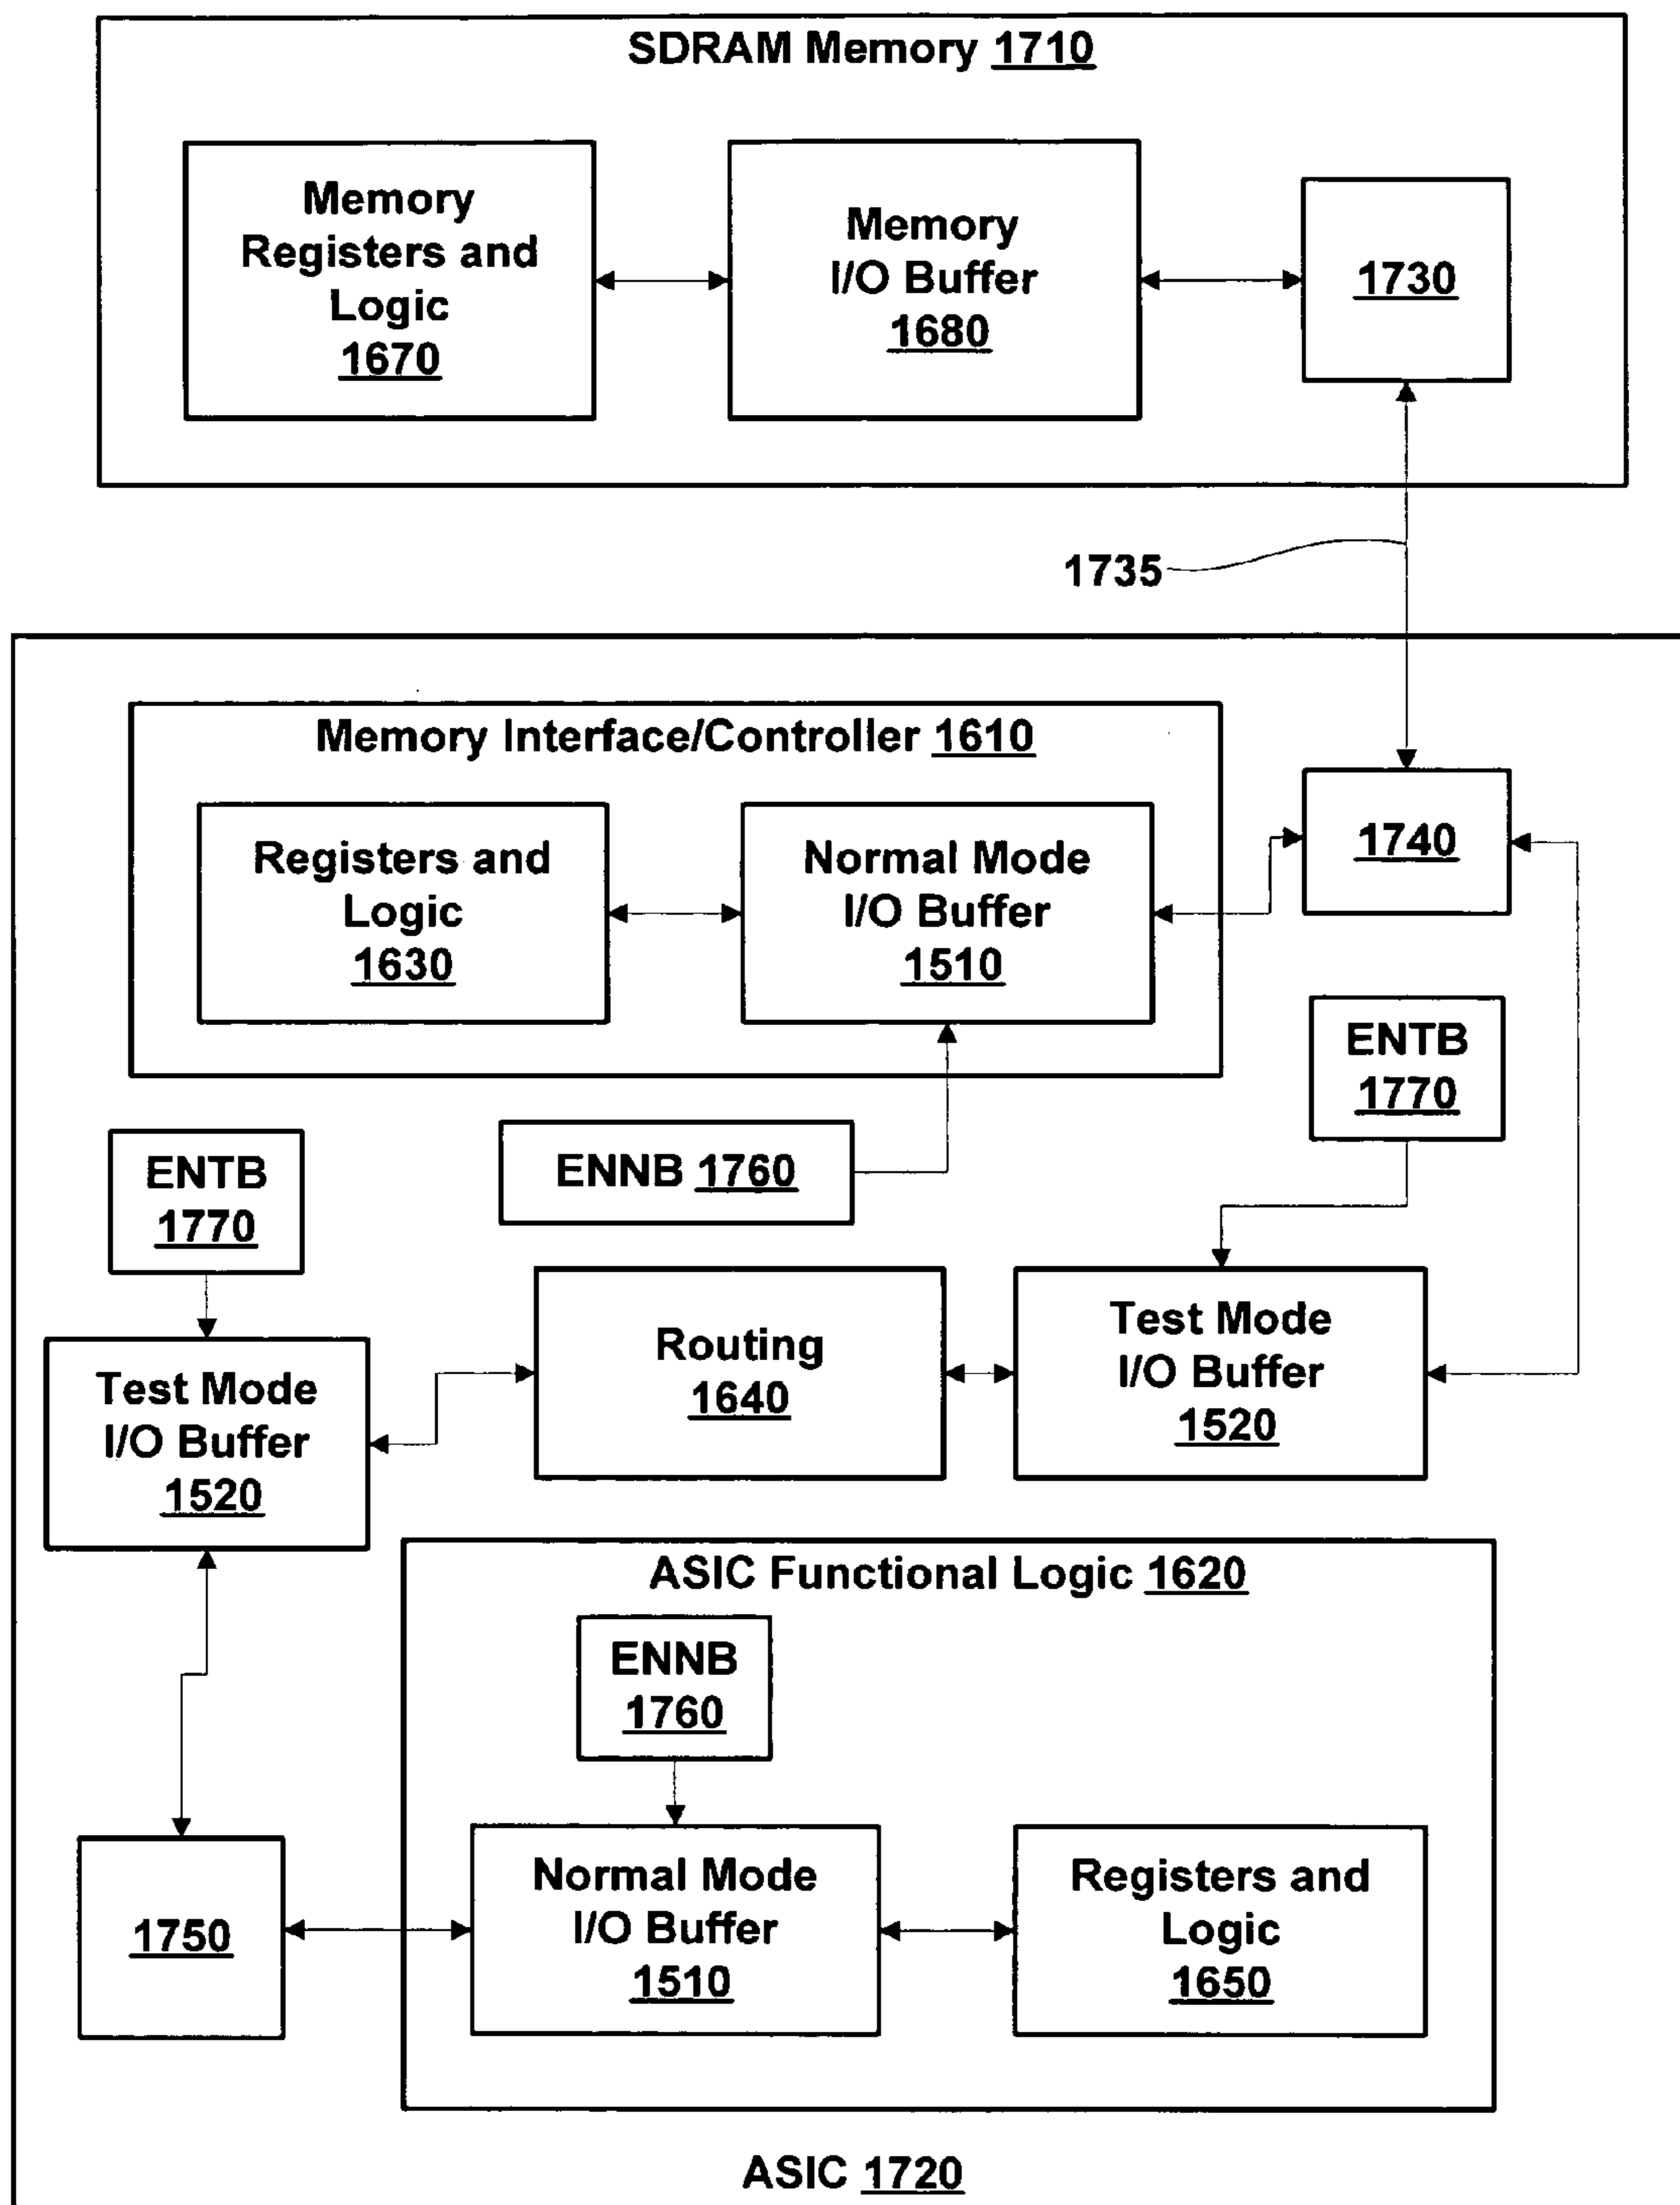 SDRAM Memory 1710
Memory
Registers and
Logic
1670
Memory
I/O Buffer
1680
1730
1735
Memory Interface/Controller 1610
Registers and
Logic
1630
Normal Mode
I/O Buffer
1510
1740
ENTB
1770
ENNB 1760
ENTB
1770
Test Mode
I/O Buffer
1520
Routing
1640
Test Mode
I/O Buffer
1520
ASIC Functional Logic 1620
ENNB
1760
1750
Normal Mode
I/O Buffer
1510
Registers and
Logic
1650
ASIC 1720